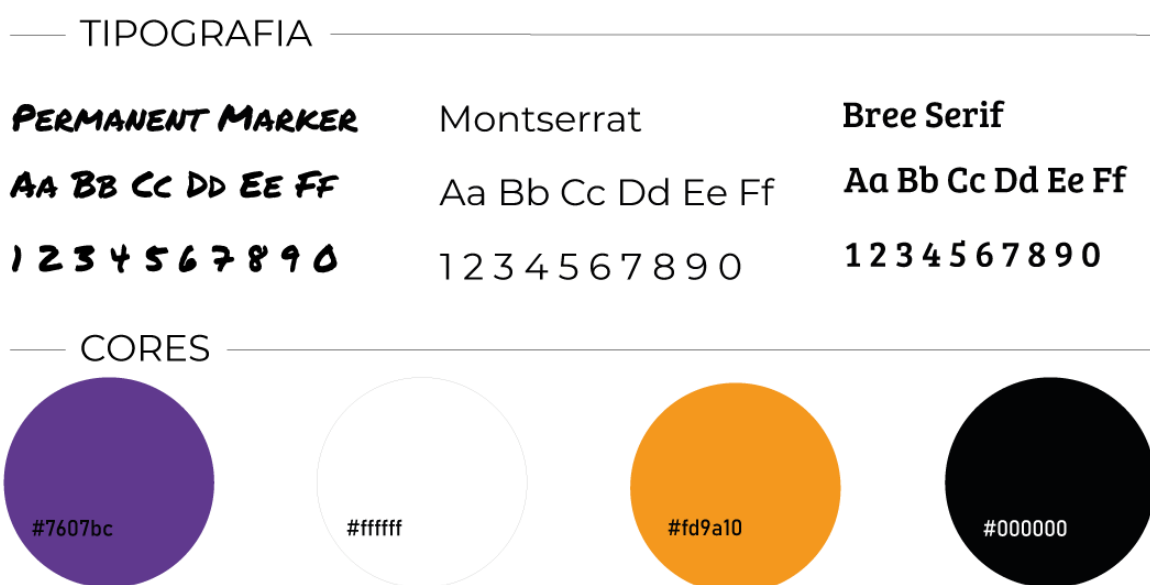 TIPOGRAFIA
PERMANENT MARKER
AA BB CC DD EE FF
1 2 3 4 5 6 7 8 9 0
Montserrat
Aa Bb Cc Dd Ee Ff
1 2 3 4 5 6 7 8 9 0
Bree Serif
Aa Bb Cc Dd Ee Ff
1 2 3 4 5 6 7 8 9 0
CORES
#7607bc
#ffffff
#fd9a10
#000000